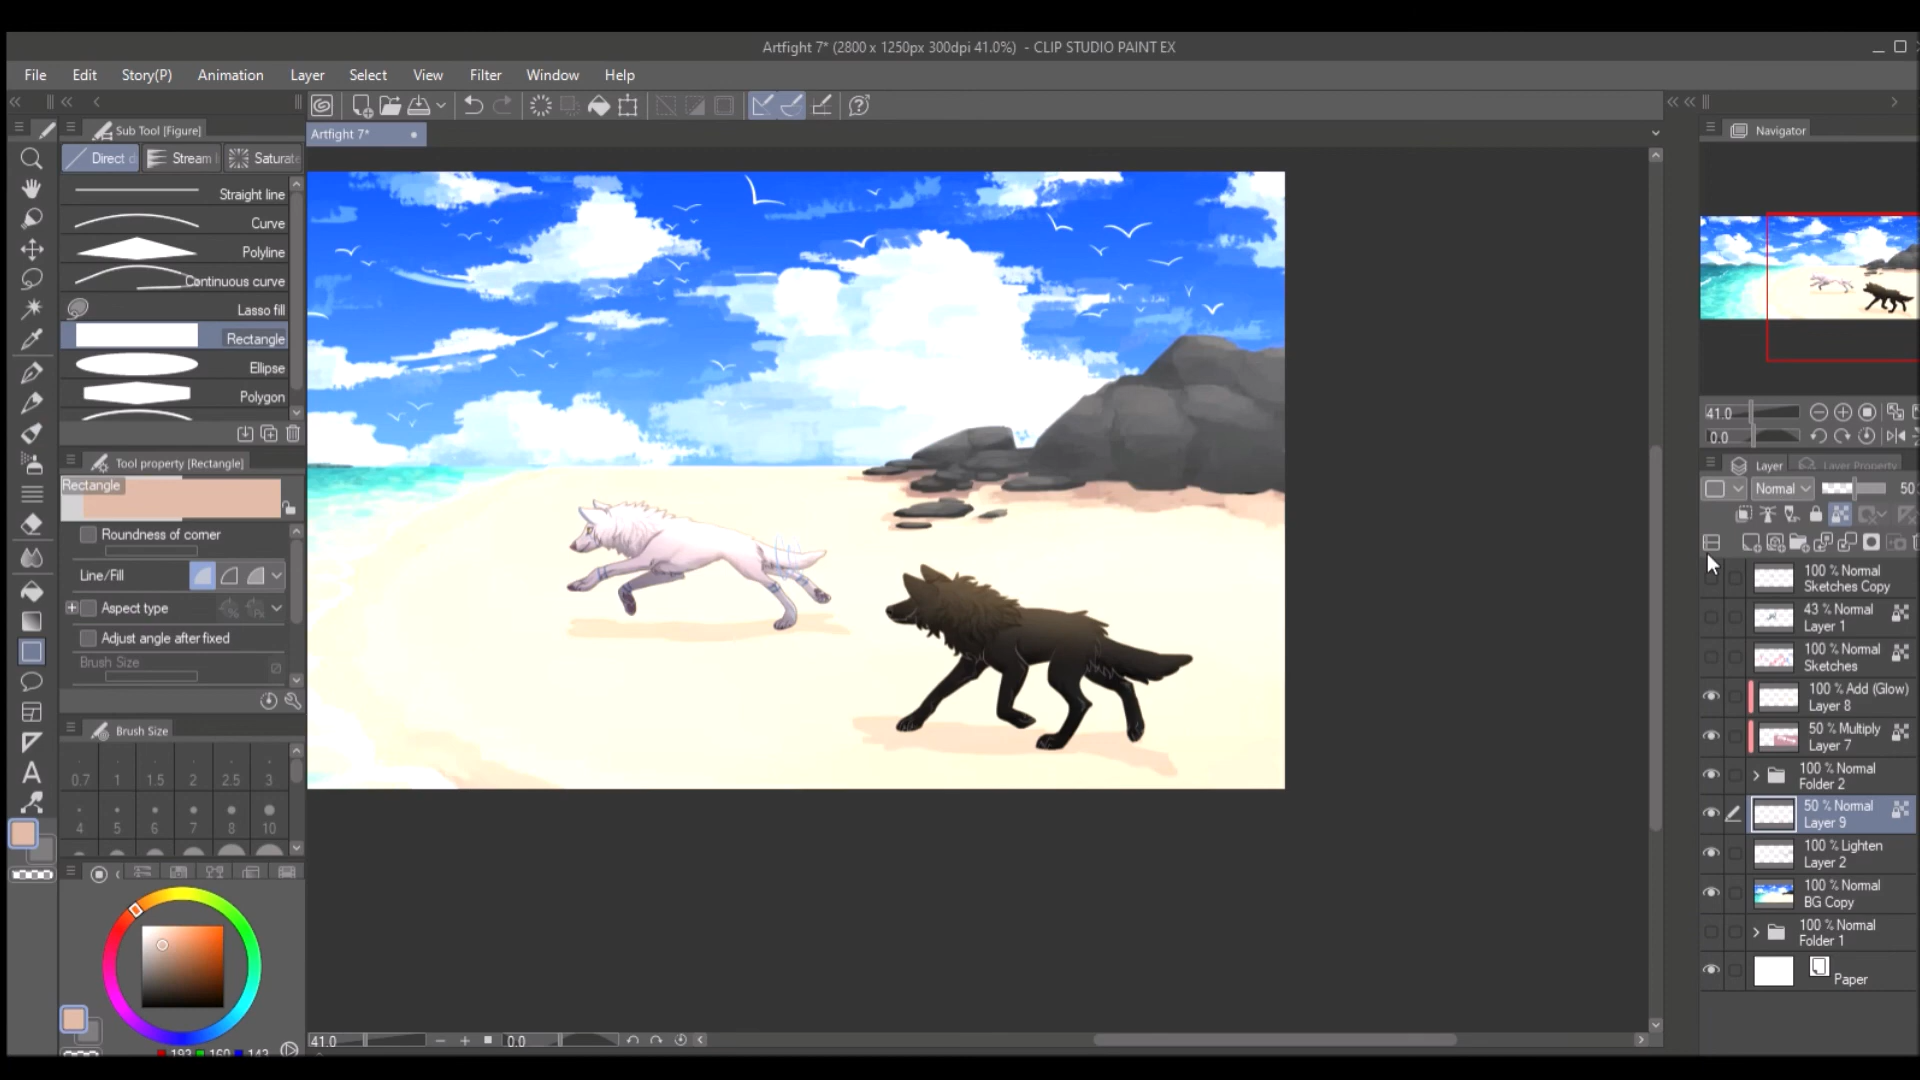 Artfight 7* (2800 x 1250px 300dpi 41.0%) - CLIP STUDIO PAINT EX
File Edit Story(P) Animation Layer Select View Filter Window Help
Sub Tool [Figure]
Direct d Stream l Saturate
Straight line
Curve
Polyline
Continuous curve
Lasso fill
Rectangle
Ellipse
Polygon
Tool property [Rectangle]
Rectangle
Roundness of corner
Line/Fill
Aspect type
Adjust angle after fixed
Brush Size
Brush Size
0.7 1 1.5 2 2.5 3
4 5 6 7 8 10
193 160 143
Artfight 7*
41.0 0.0
Navigator
41.0
0.0
Layer Layer Property
Normal 50
100 % Normal
Sketches Copy
43 % Normal
Layer 1
100 % Normal
Sketches
100 % Add (Glow)
Layer 8
50 % Multiply
Layer 7
100 % Normal
Folder 2
50 % Normal
Layer 9
100 % Lighten
Layer 2
100 % Normal
BG Copy
100 % Normal
Folder 1
Paper